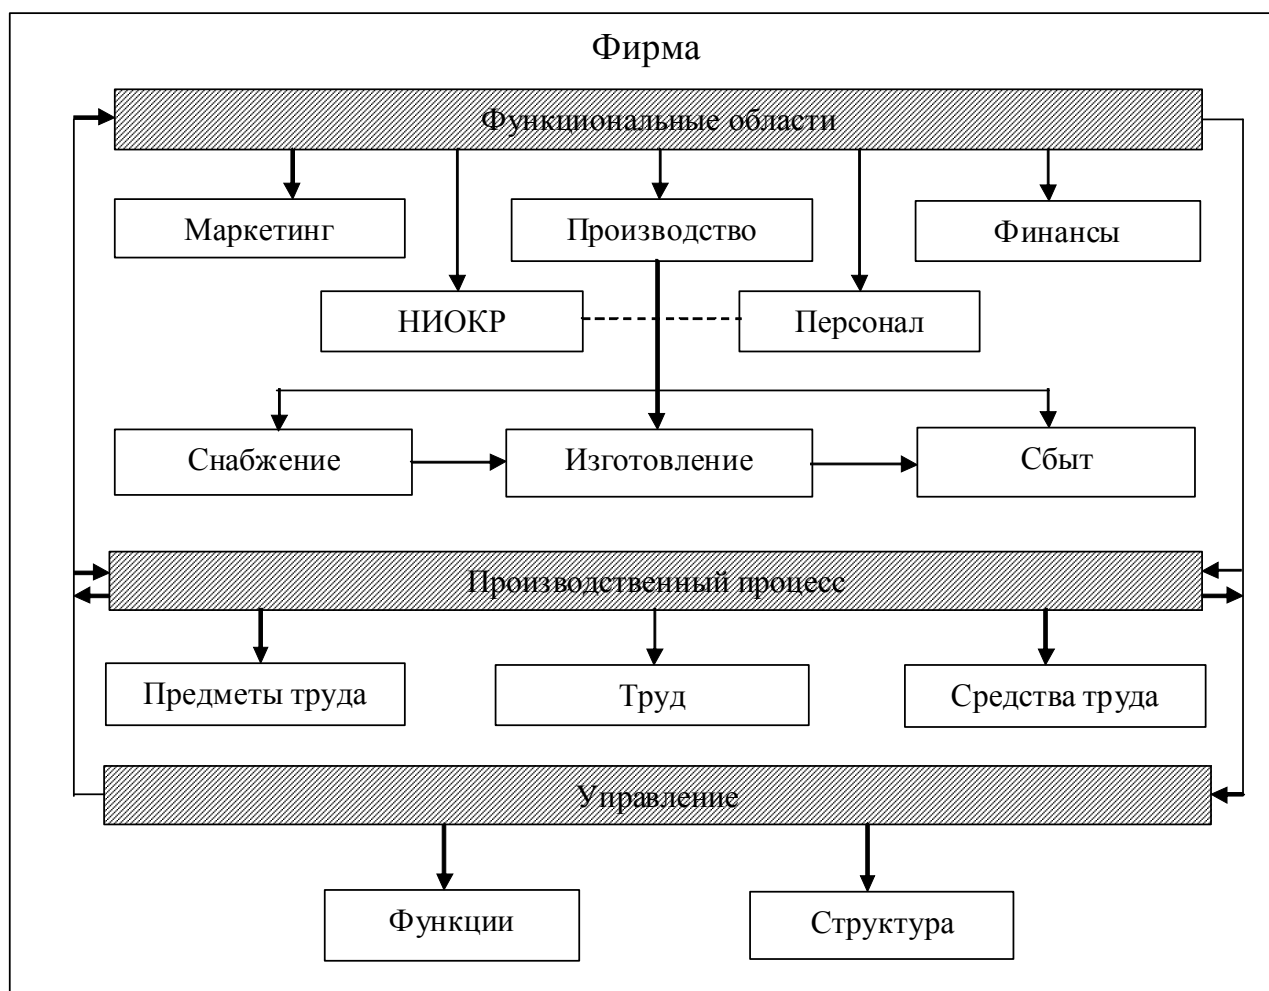 Фирма
Функциональные области
Маркетинг
Производство
Финансы
НИОКР
Персонал
Снабжение
Изготовление
Сбыт
Производственный процесс
Предметы труда
Труд
Средства труда
Управление
Функции
Структура